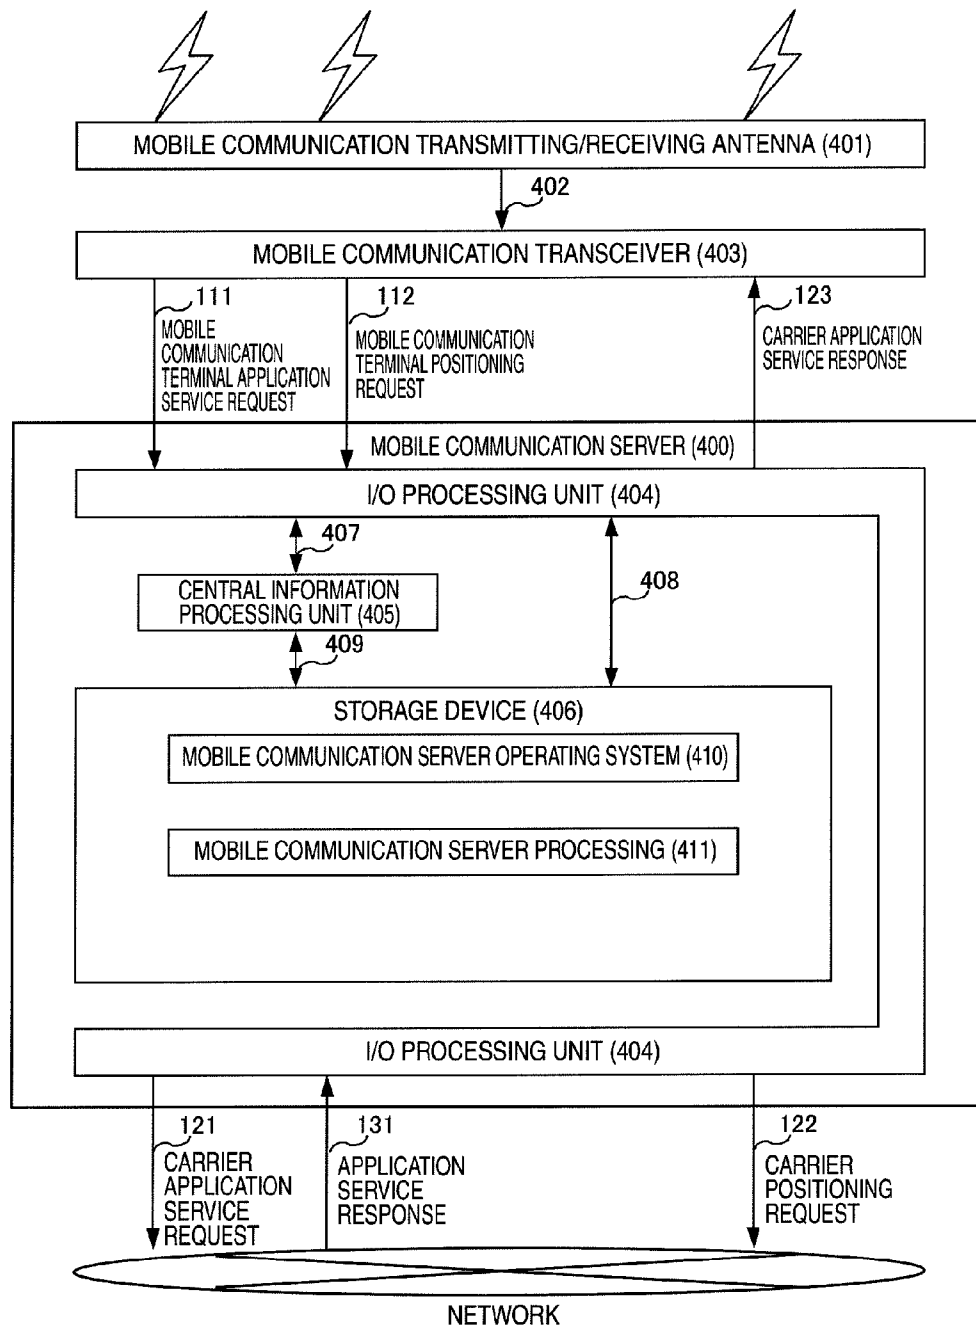 MOBILE COMMUNICATION TRANSMITTING/RECEIVING ANTENNA (401)
402
MOBILE COMMUNICATION TRANSCEIVER (403)
111
MOBILE
COMMUNICATION
TERMINAL APPLICATION
SERVICE REQUEST
112
MOBILE COMMUNICATION
TERMINAL POSITIONING
REQUEST
123
CARRIER APPLICATION
SERVICE RESPONSE
MOBILE COMMUNICATION SERVER (400)
I/O PROCESSING UNIT (404)
407
408
CENTRAL INFORMATION
PROCESSING UNIT (405)
409
STORAGE DEVICE (406)
MOBILE COMMUNICATION SERVER OPERATING SYSTEM (410)
MOBILE COMMUNICATION SERVER PROCESSING (411)
I/O PROCESSING UNIT (404)
121
CARRIER
APPLICATION
SERVICE
REQUEST
131
APPLICATION
SERVICE
RESPONSE
122
CARRIER
POSITIONING
REQUEST
NETWORK